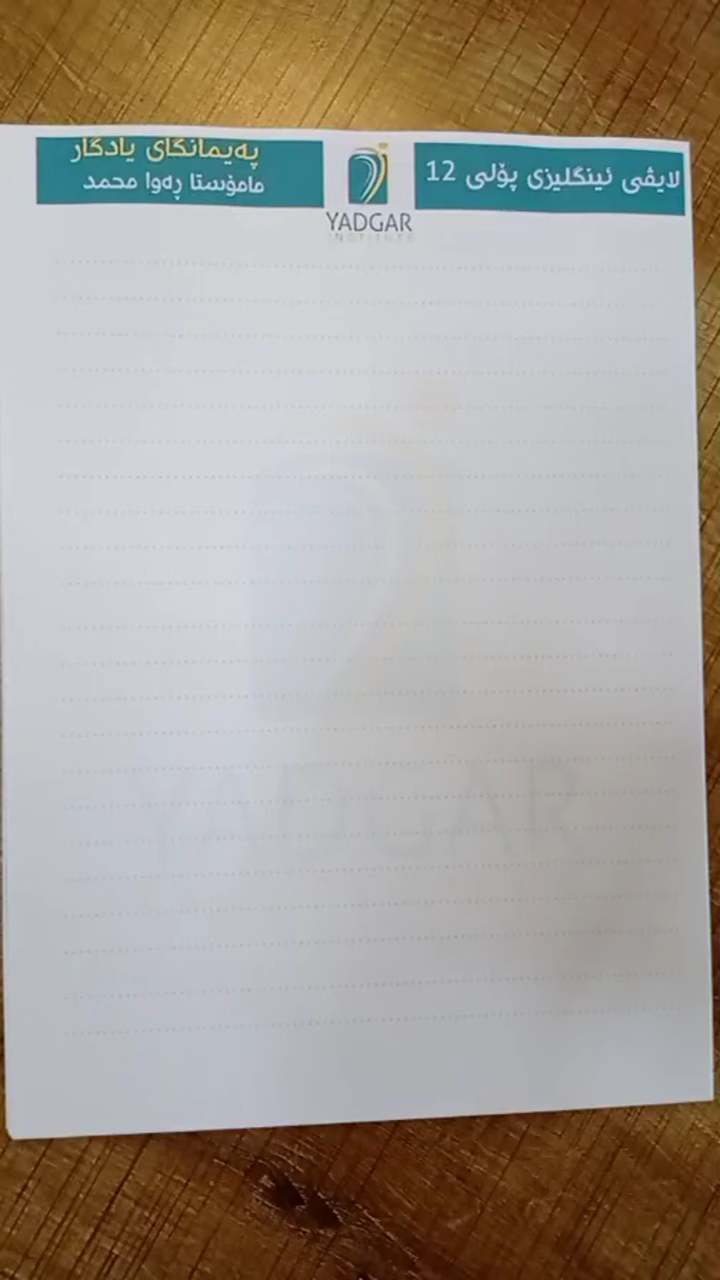 لایڤی ئینگلیزی پۆلی 12
پەیمانگای یادگار
مامۆستا ڕەوا محمد
YADGAR
INSTITUTE
YADGAR